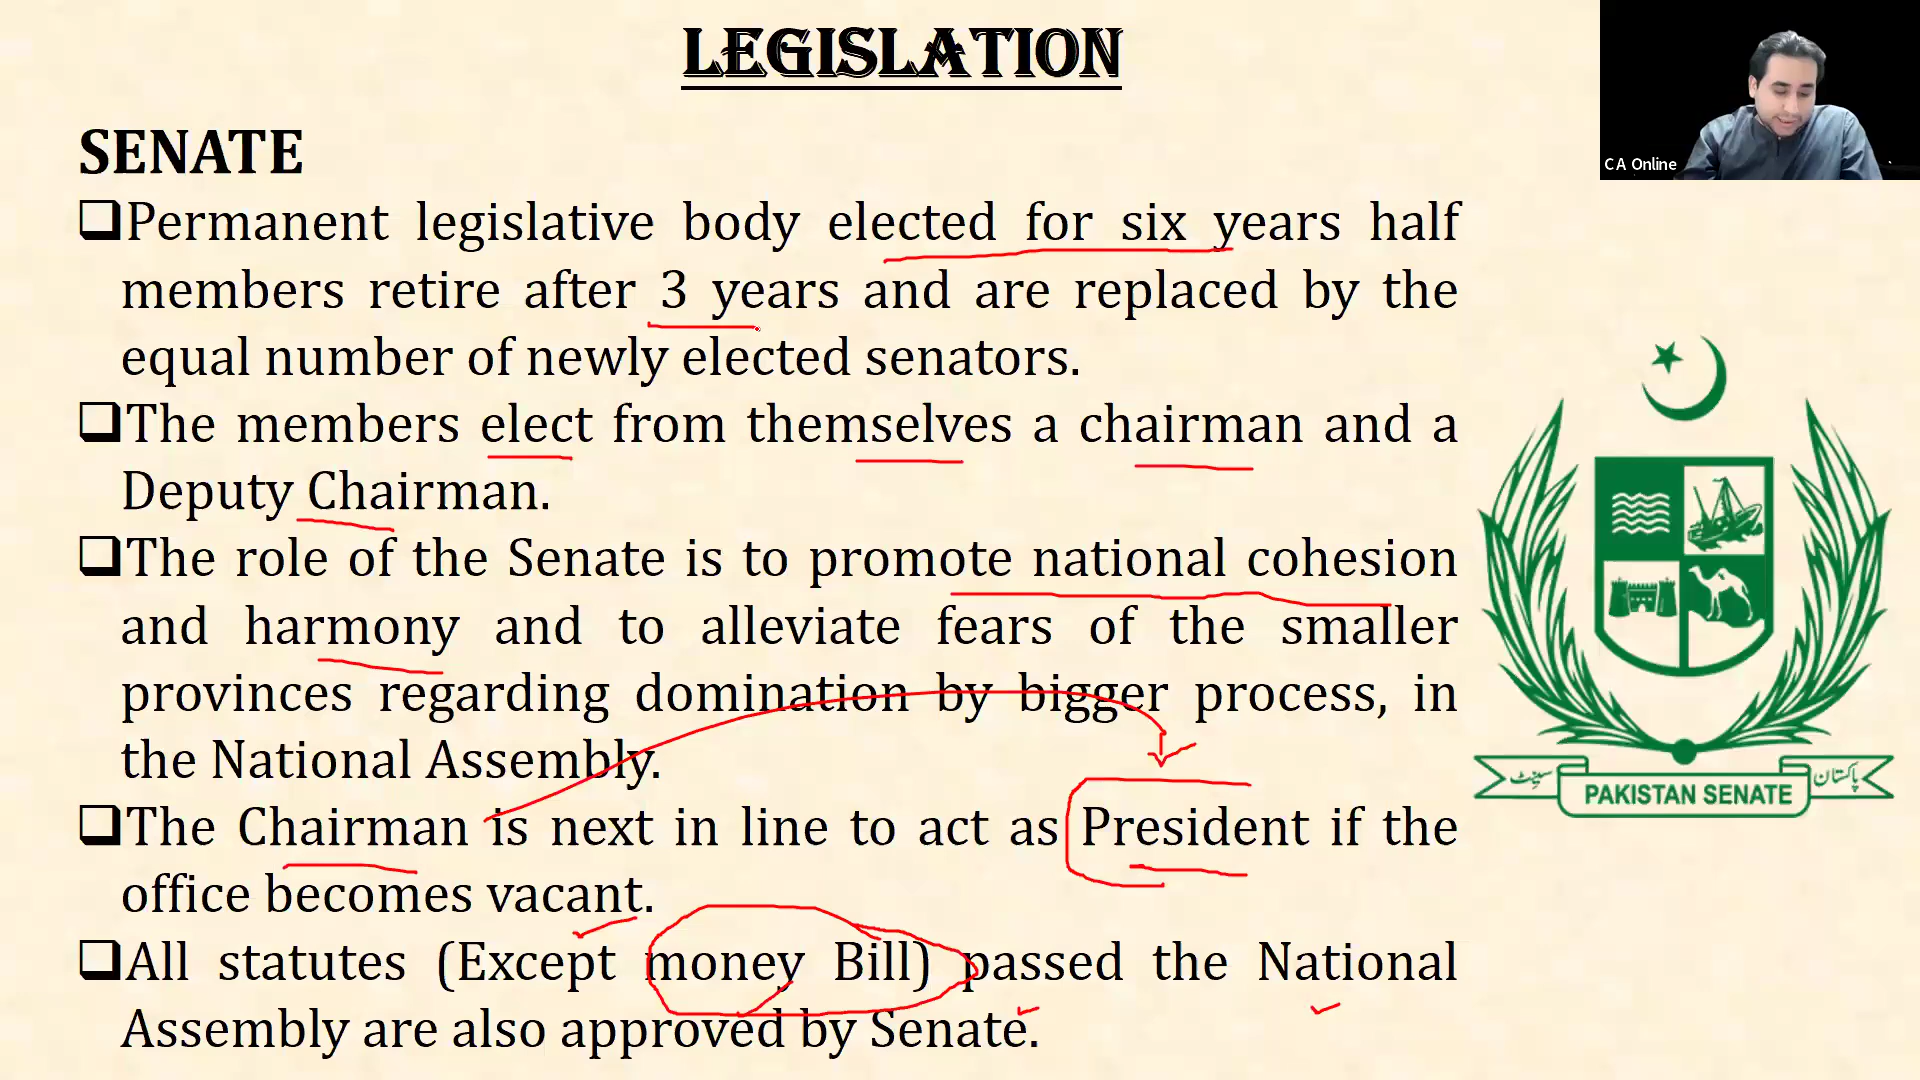 LEGISLATION
C A Online
SENATE
❑Permanent legislative body elected for six years half
members retire after 3 years and are replaced by the
equal number of newly elected senators.
❑The members elect from themselves a chairman and a
Deputy Chairman.
❑The role of the Senate is to promote national cohesion
and harmony and to alleviate fears of the smaller
provinces regarding domination by bigger process, in
the National Assembly.
❑The Chairman is next in line to act as President if the
office becomes vacant.
❑All statutes (Except money Bill) passed the National
Assembly are also approved by Senate.
سینٹ
PAKISTAN SENATE
پاکستان